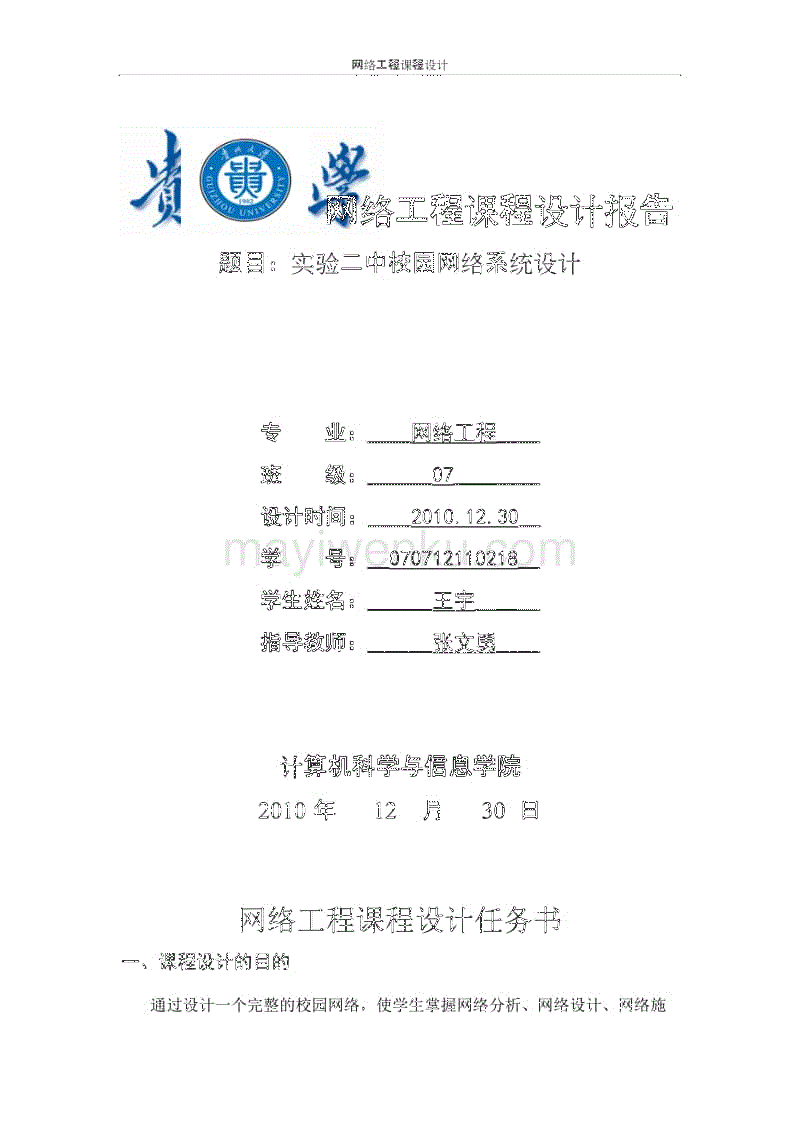 网络工程课程设计
貴 學
貴州大學
GUIZHOU UNIVERSITY
1902
网络工程课程设计报告
题目：实验二中校园网络系统设计
专 业： 网络工程
班 级： 07
设计时间： 2010.12.30
mayiwenku.com
学 号： 070712110218
学生姓名： 王宇
指导教师： 张文勇
计算机科学与信息学院
2010 年 12 月 30 日
网络工程课程设计任务书
一、课程设计的目的
通过设计一个完整的校园网络，使学生掌握网络分析、网络设计、网络施